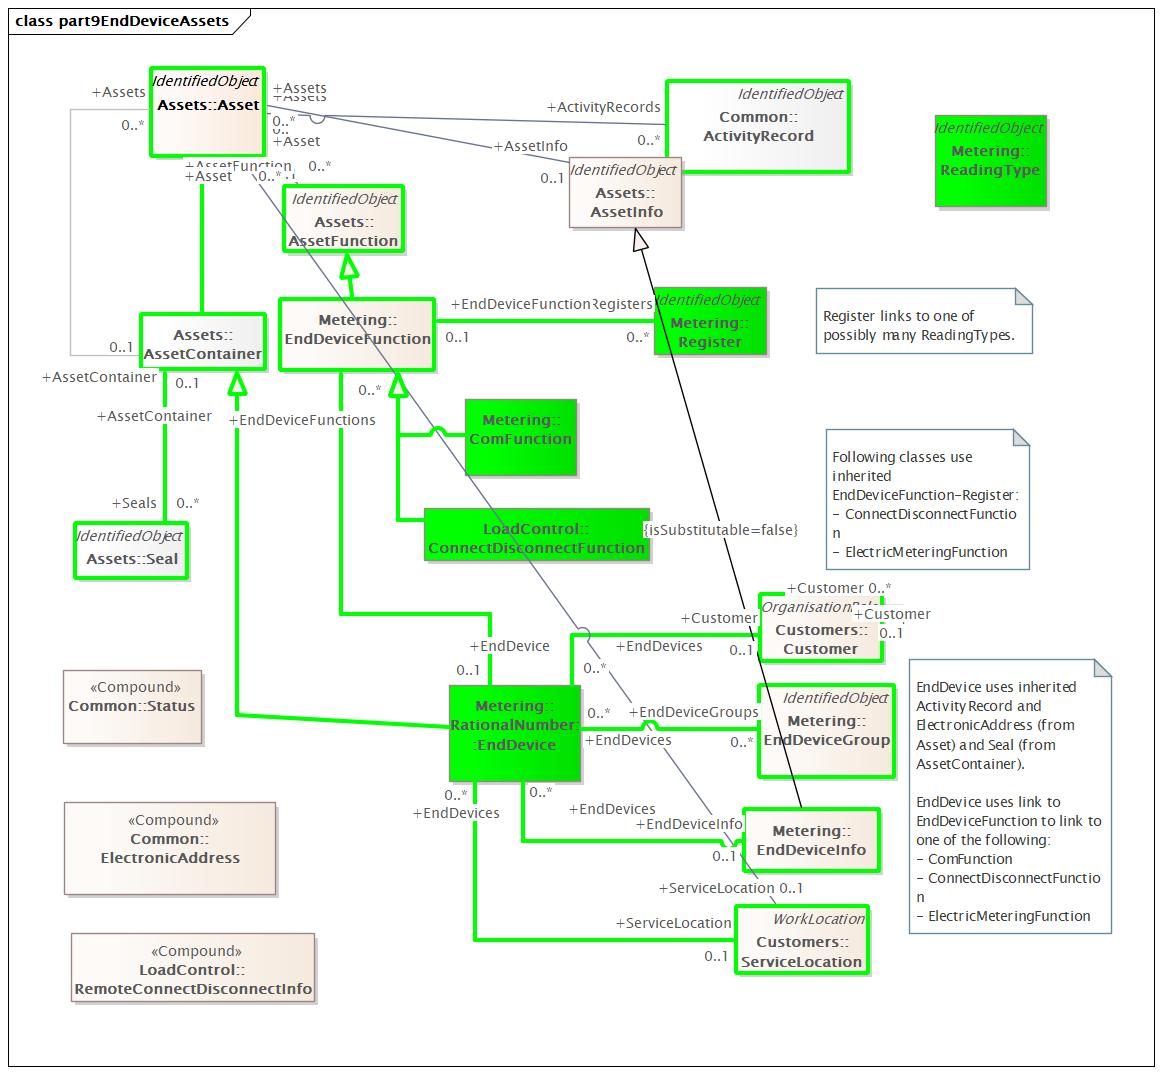 class part9EndDeviceAssets
IdentifiedObject
Assets::Asset
+Assets
0..*
+Assets
+Assets
0..*
0..
+Asset
+AssetFunction
0..*
+Asset
0..*
+ActivityRecords
0..*
IdentifiedObject
Common::
ActivityRecord
+AssetInfo
0..1
IdentifiedObject
Assets::
AssetInfo
IdentifiedObject
Metering::
ReadingType
IdentifiedObject
Assets::
AssetFunction
Metering::
EndDeviceFunction
+EndDeviceFunction
0..1
+Registers
0..*
IdentifiedObject
Metering::
Register
Register links to one of
possibly many ReadingTypes.
Assets::
AssetContainer
0..1
+AssetContainer
0..1
+AssetContainer
+EndDeviceFunctions
0..*
Metering::
ComFunction
Following classes use
inherited
EndDeviceFunction-Register:
- ConnectDisconnectFunctio
n
- ElectricMeteringFunction
+Seals
0..*
IdentifiedObject
Assets::Seal
LoadControl::
ConnectDisconnectFunction
{isSubstitutable=false}
+Customer 0..*
OrganisationRole
Customers::
Customer
+Customer
0..1
+Customer
0..1
+EndDevices
0..*
+EndDevice
0..1
Metering::
RationalNumber:
:EndDevice
0..*
+EndDeviceGroups
+EndDevices
0..*
IdentifiedObject
Metering::
EndDeviceGroup
EndDevice uses inherited
ActivityRecord and
ElectronicAddress (from
Asset) and Seal (from
AssetContainer).
EndDevice uses link to
EndDeviceFunction to link to
one of the following:
- ComFunction
- ConnectDisconnectFunctio
n
- ElectricMeteringFunction
«Compound»
Common::Status
0..*
+EndDevices
0..*
+EndDevices
+EndDeviceInfo
0..1
Metering::
EndDeviceInfo
«Compound»
Common::
ElectronicAddress
+ServiceLocation 0..1
+ServiceLocation
0..1
WorkLocation
Customers::
ServiceLocation
«Compound»
LoadControl::
RemoteConnectDisconnectInfo